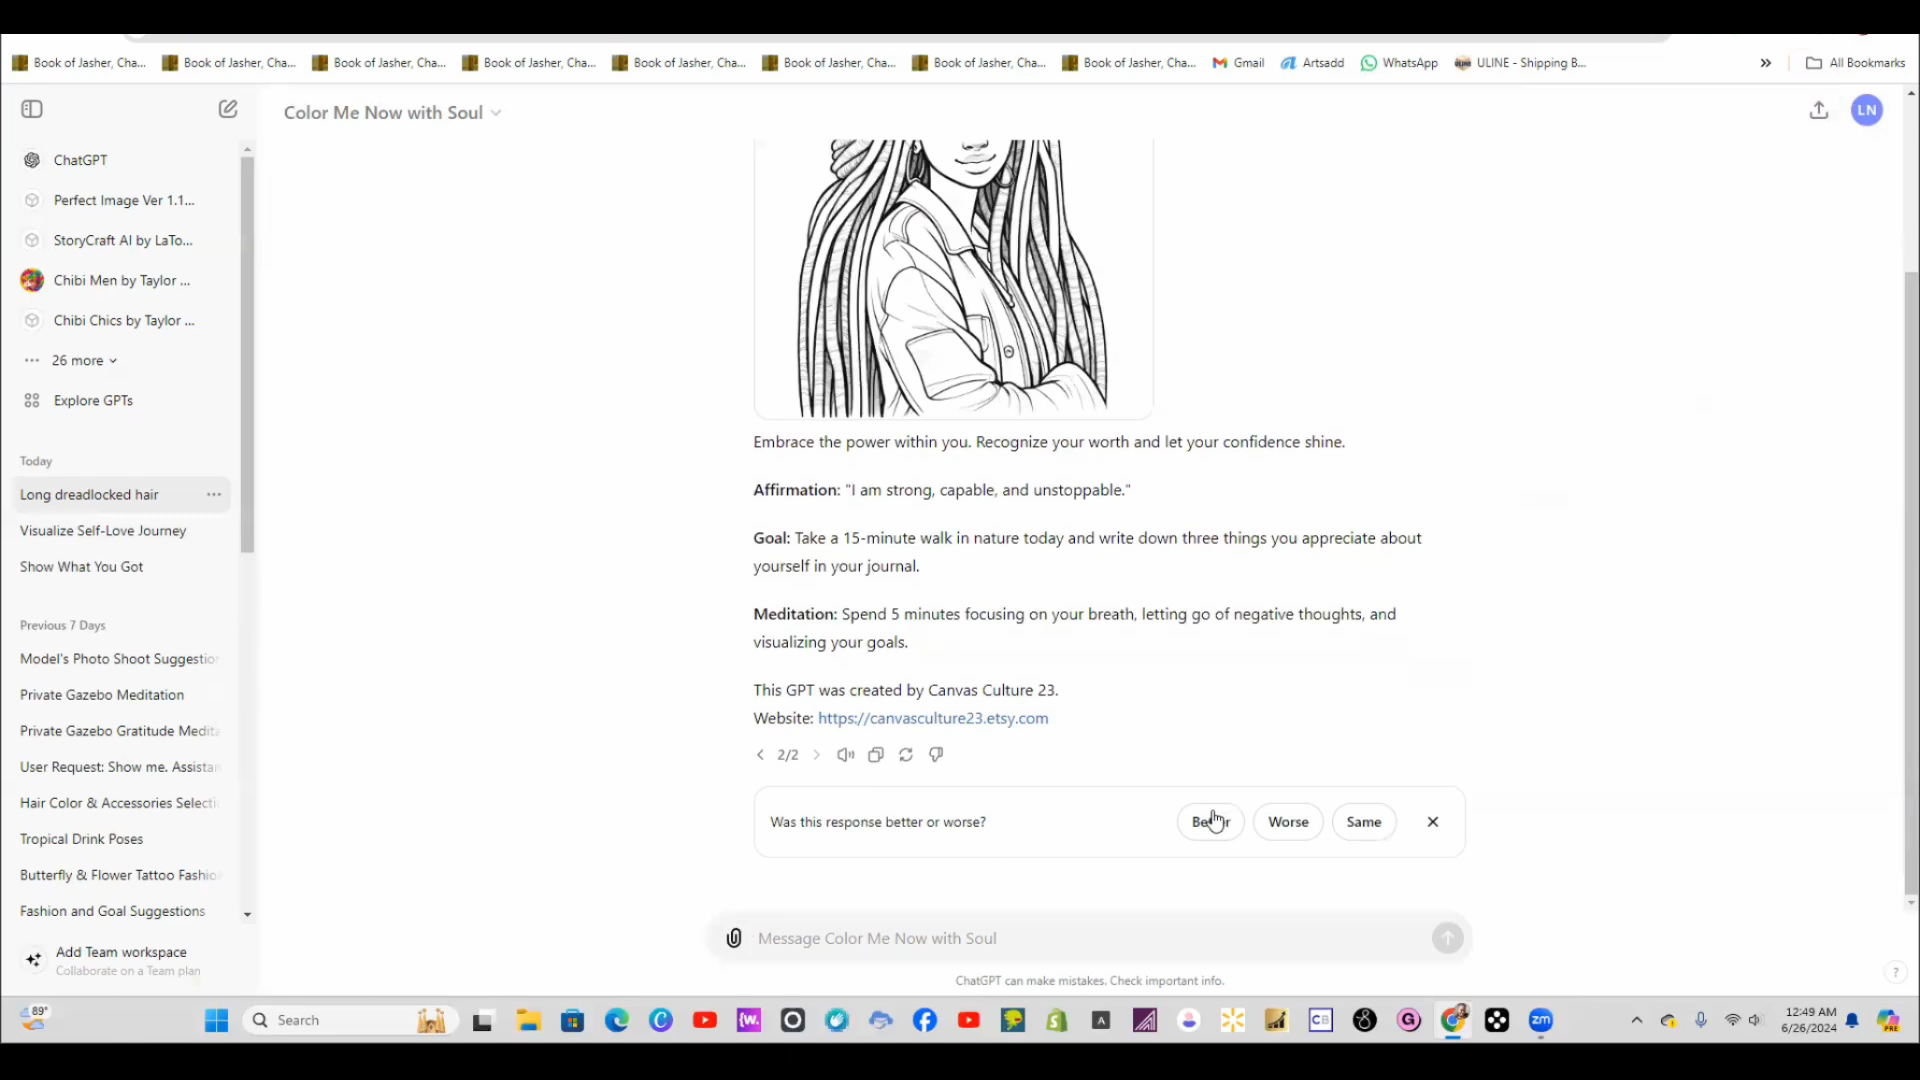 Book of Jasher, Cha...
Book of Jasher, Cha...
Book of Jasher, Cha...
Book of Jasher, Cha...
Book of Jasher, Cha...
Book of Jasher, Cha...
Book of Jasher, Cha...
Book of Jasher, Cha...
Gmail
Artsadd
WhatsApp
ULINE - Shipping B...
All Bookmarks
Color Me Now with Soul
LN
ChatGPT
Perfect Image Ver 1.1...
StoryCraft AI by LaTo...
Chibi Men by Taylor ...
Chibi Chics by Taylor ...
26 more
Explore GPTs
Today
Long dreadlocked hair
Visualize Self-Love Journey
Show What You Got
Previous 7 Days
Model's Photo Shoot Suggestion
Private Gazebo Meditation
Private Gazebo Gratitude Medita
User Request: Show me. Assistan
Hair Color & Accessories Selecti
Tropical Drink Poses
Butterfly & Flower Tattoo Fashio
Fashion and Goal Suggestions
Add Team workspace
Collaborate on a Team plan
Embrace the power within you. Recognize your worth and let your confidence shine.
Affirmation: "I am strong, capable, and unstoppable."
Goal: Take a 15-minute walk in nature today and write down three things you appreciate about
yourself in your journal.
Meditation: Spend 5 minutes focusing on your breath, letting go of negative thoughts, and
visualizing your goals.
This GPT was created by Canvas Culture 23.
Website: https://canvasculture23.etsy.com
2/2
Was this response better or worse?
Better
Worse
Same
Message Color Me Now with Soul
ChatGPT can make mistakes. Check important info.
?
89°
Search
zm
CB
12:49 AM
6/26/2024
PRE